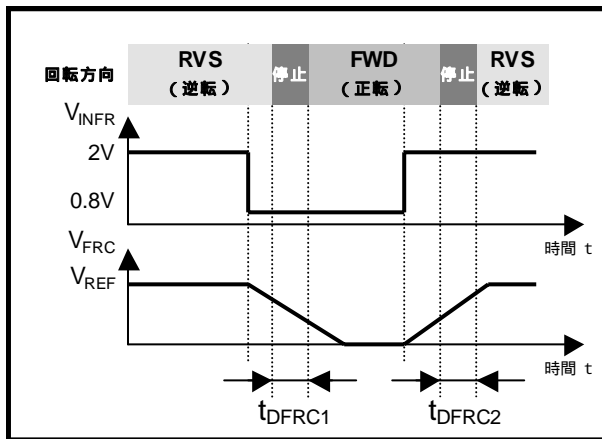 回転方向
RVS
(逆転)
停止
FWD
(正転)
停止
RVS
(逆転)
VINFR
2V
0.8V
時間 t
VFRC
VREF
時間 t
tDFRC1
tDFRC2